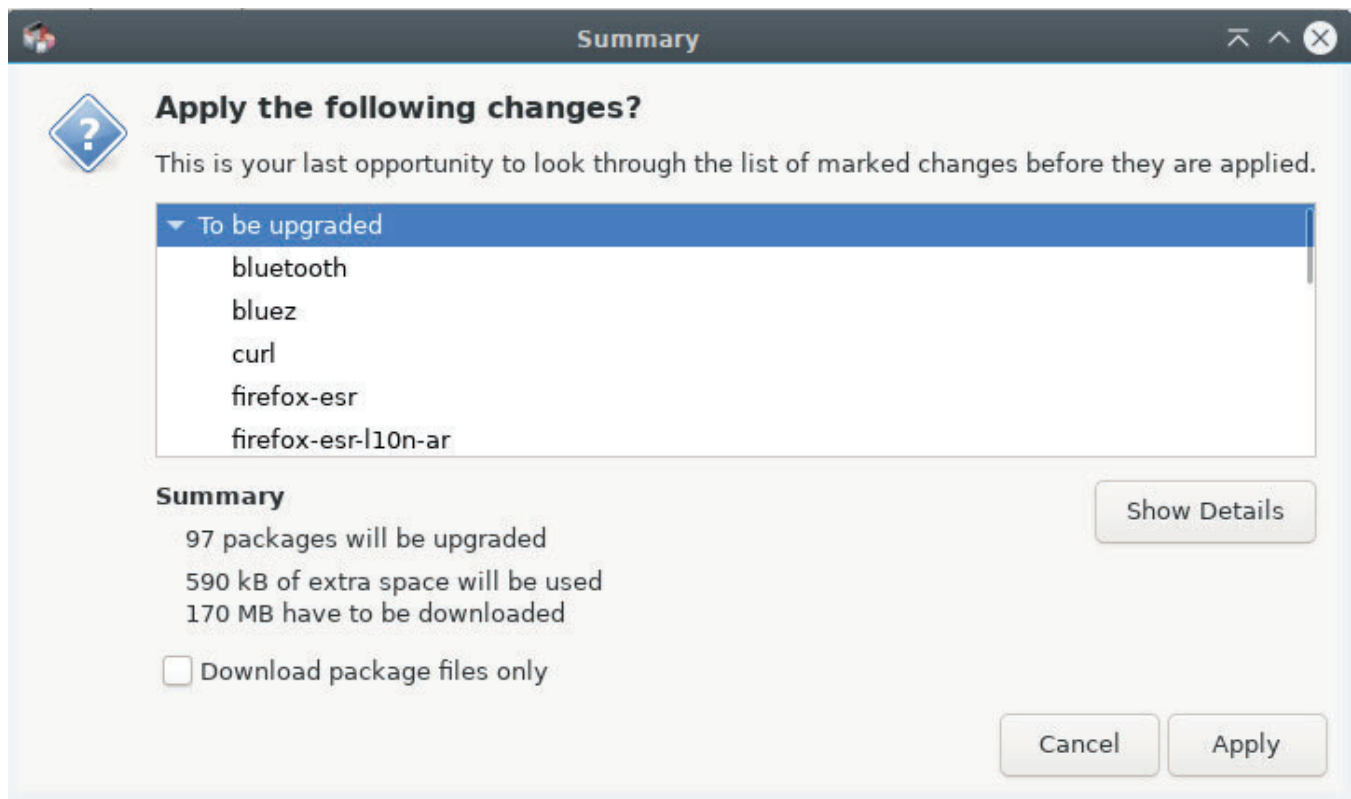 Summary
Apply the following changes?
This is your last opportunity to look through the list of marked changes before they are applied.
To be upgraded
bluetooth
bluez
curl
firefox-esr
firefox-esr-l10n-ar
Summary
Show Details
97 packages will be upgraded
590 kB of extra space will be used
170 MB have to be downloaded
Download package files only
Cancel
Apply